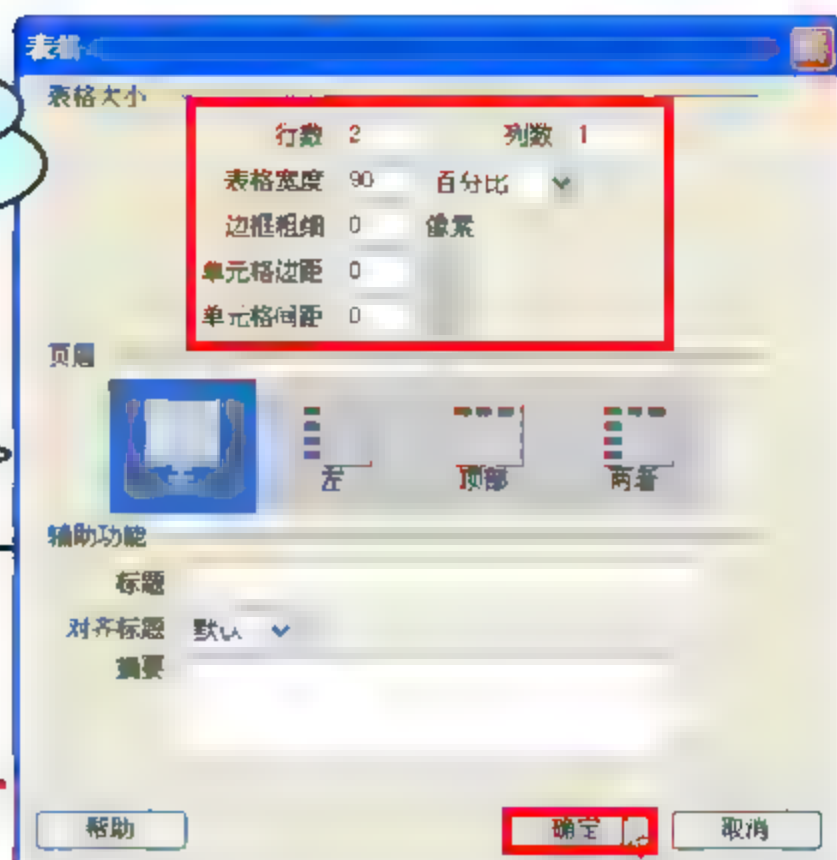 表格
表格大小
行数 2 列数 1
表格宽度 90 百分比
边框粗细 0 像素
单元格边距 0
单元格间距 0
页眉
左 顶部 两者
辅助功能
标题
对齐标题 默认
摘要
帮助 确定 取消